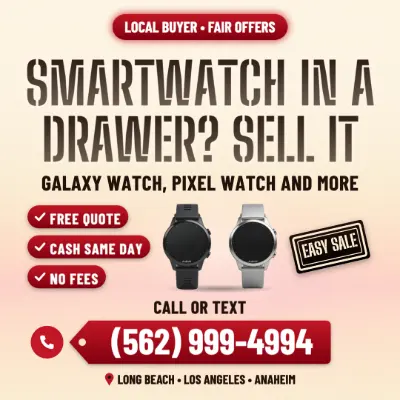 LOCAL BUYER • FAIR OFFERS
SMARTWATCH IN A
DRAWER? SELL IT
GALAXY WATCH, PIXEL WATCH AND MORE
FREE QUOTE
CASH SAME DAY
NO FEES
EASY SALE
CALL OR TEXT
(562) 999-4994
LONG BEACH • LOS ANGELES • ANAHEIM